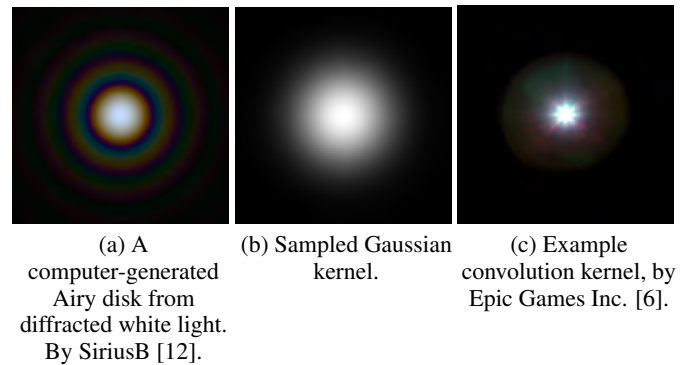 (a) A
computer-generated
Airy disk from
diffracted white light.
By SiriusB [12].
(b) Sampled Gaussian
kernel.
(c) Example
convolution kernel, by
Epic Games Inc. [6].